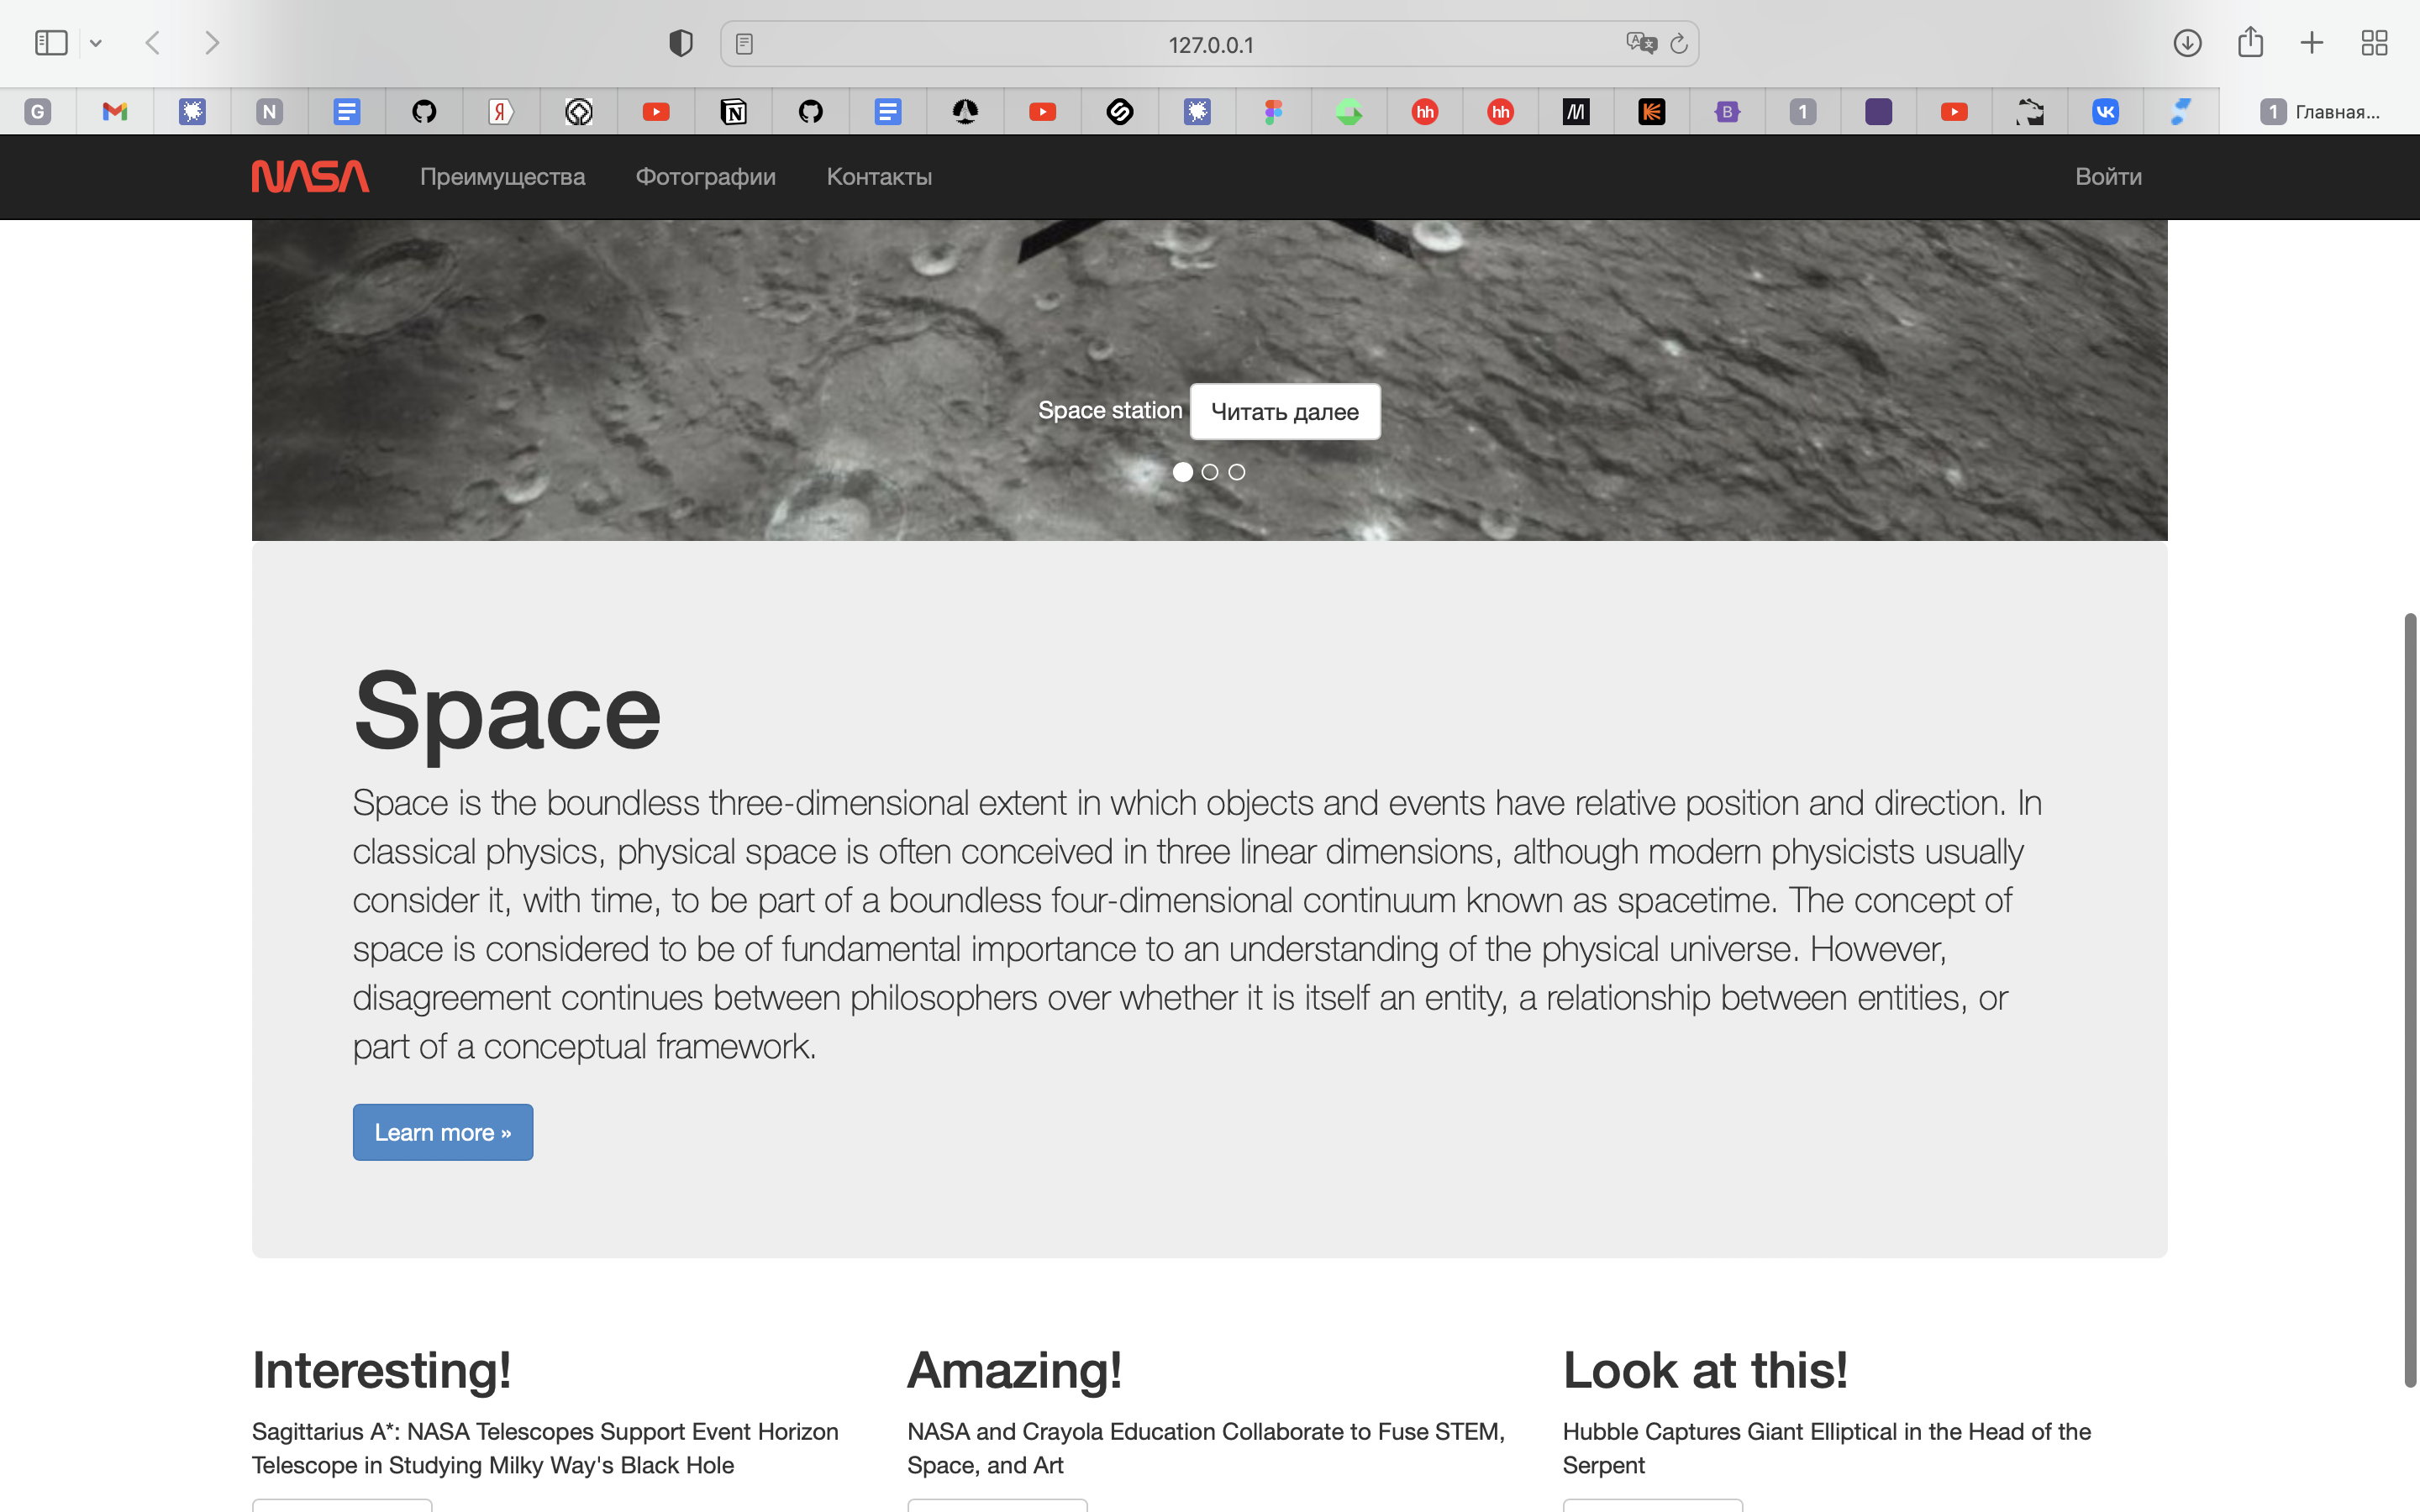 127.0.0.1
G
N
Я
N
hh
hh
M
B
1
VK
1 Главная...
NASA Преимущества Фотографии Контакты Войти
Space station Читать далее
Space
Space is the boundless three-dimensional extent in which objects and events have relative position and direction. In
classical physics, physical space is often conceived in three linear dimensions, although modern physicists usually
consider it, with time, to be part of a boundless four-dimensional continuum known as spacetime. The concept of
space is considered to be of fundamental importance to an understanding of the physical universe. However,
disagreement continues between philosophers over whether it is itself an entity, a relationship between entities, or
part of a conceptual framework.
Learn more »
Interesting!
Sagittarius A*: NASA Telescopes Support Event Horizon
Telescope in Studying Milky Way's Black Hole
Amazing!
NASA and Crayola Education Collaborate to Fuse STEM,
Space, and Art
Look at this!
Hubble Captures Giant Elliptical in the Head of the
Serpent